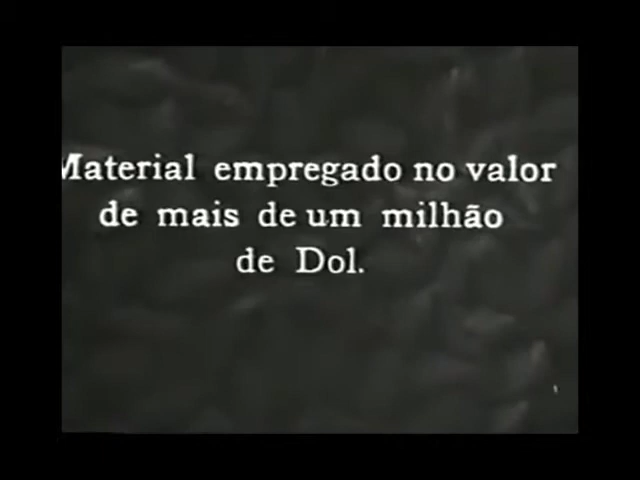 Material empregado no valor
de mais de um milhão
de Dol.